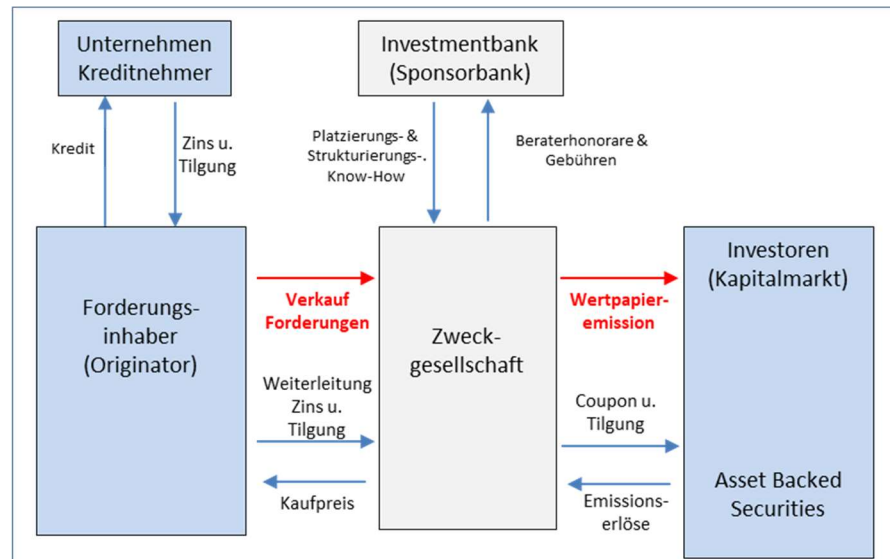 Unternehmen
Kreditnehmer
Investmentbank
(Sponsorbank)
Kredit
Zins u.
Tilgung
Platzierungs- &
Strukturierungs-.
Know-How
Beraterhonorare &
Gebühren
Forderungs-
inhaber
(Originator)
Verkauf
Forderungen
Weiterleitung
Zins u.
Tilgung
Kaufpreis
Zweck-
gesellschaft
Wertpapier-
emission
Coupon u.
Tilgung
Emissions-
erlöse
Investoren
(Kapitalmarkt)
Asset Backed
Securities